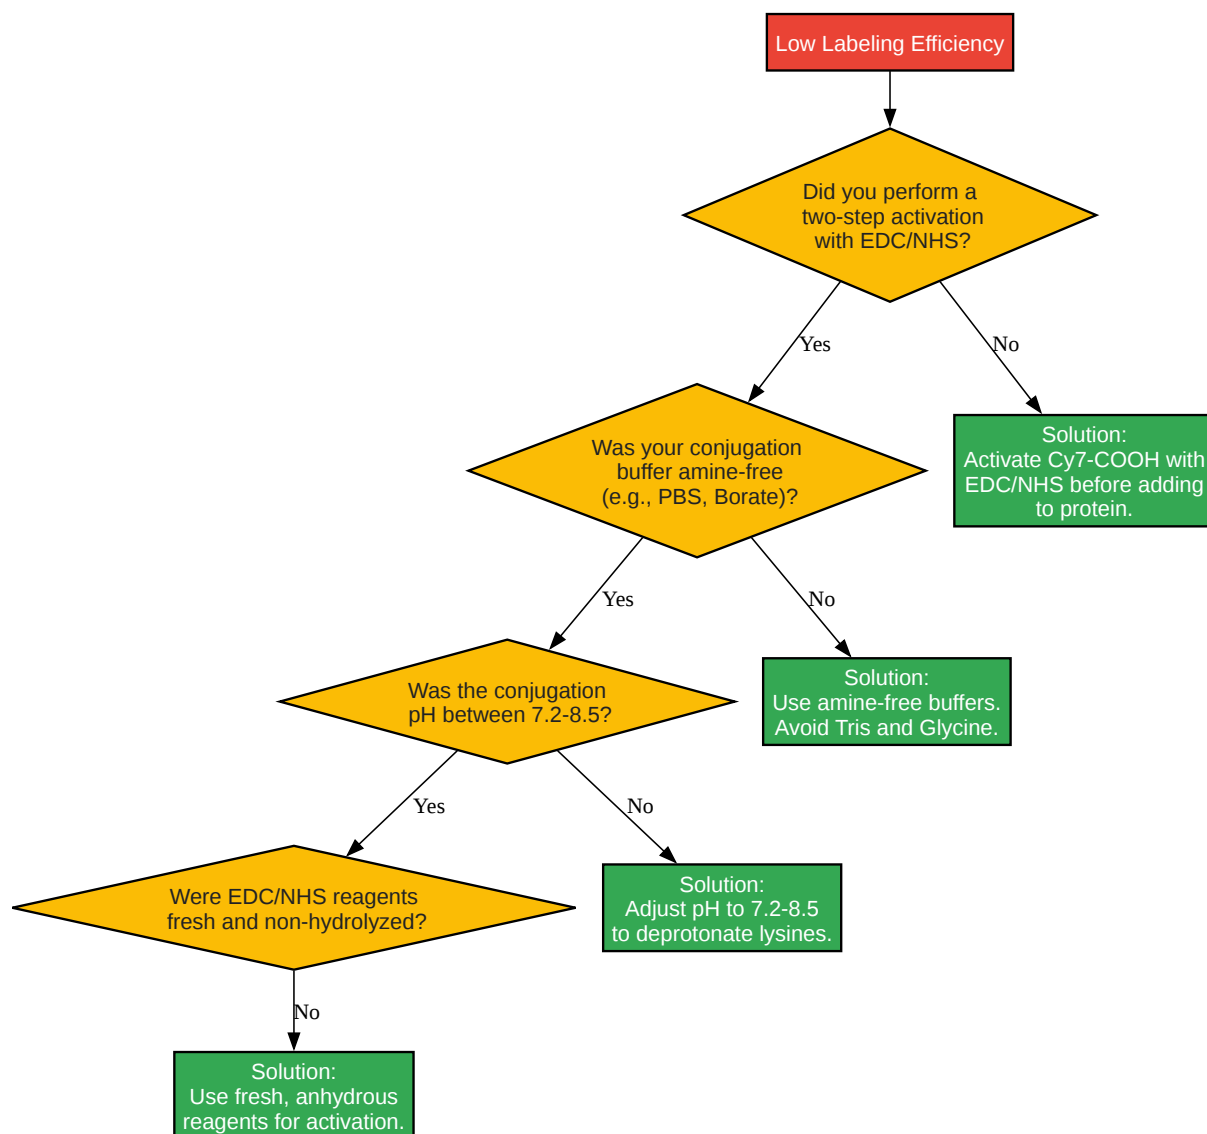 Low Labeling Efficiency
Did you perform a
two-step activation
with EDC/NHS?
Yes
No
Was your conjugation
buffer amine-free
(e.g., PBS, Borate)?
Solution:
Activate Cy7-COOH with
EDC/NHS before adding
to protein.
Yes
No
Was the conjugation
pH between 7.2-8.5?
Solution:
Use amine-free buffers.
Avoid Tris and Glycine.
Yes
No
Were EDC/NHS reagents
fresh and non-hydrolyzed?
Solution:
Adjust pH to 7.2-8.5
to deprotonate lysines.
No
Solution:
Use fresh, anhydrous
reagents for activation.